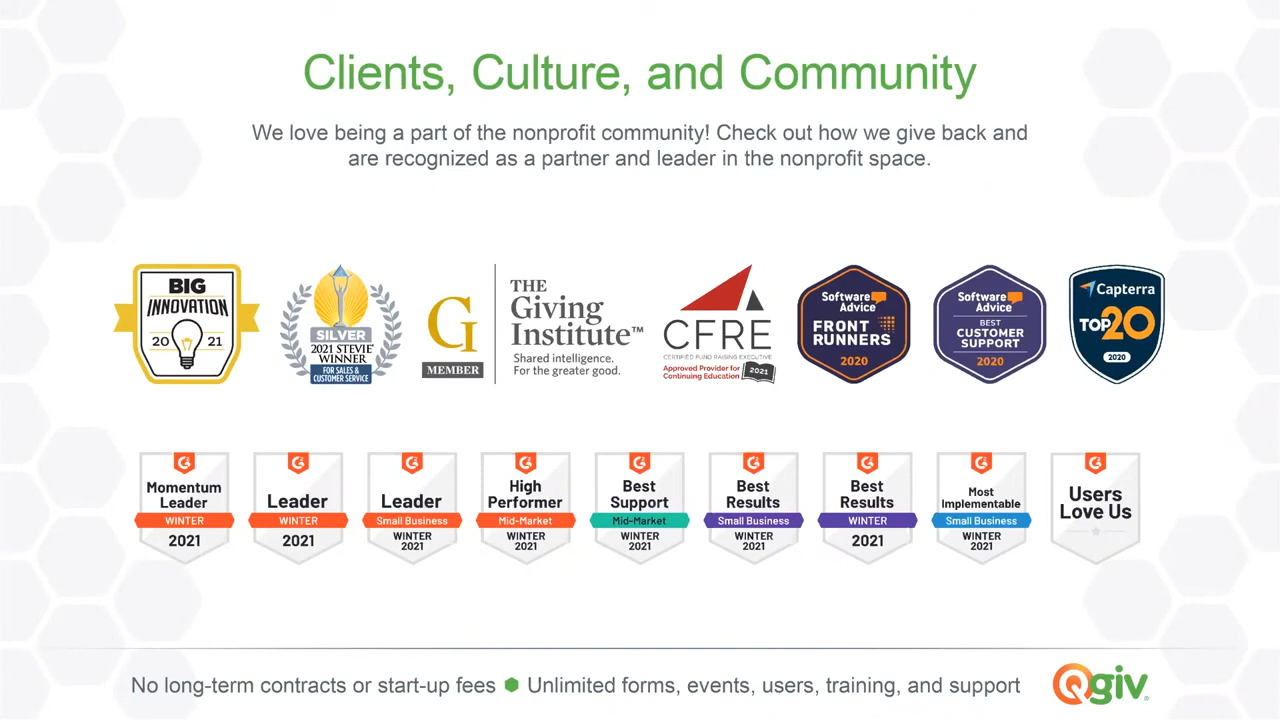 Clients, Culture, and Community
We love being a part of the nonprofit community! Check out how we give back and
are recognized as a partner and leader in the nonprofit space.
BIG
INNOVATION
20 21
SILVER
2021 STEVIE®
WINNER
FOR SALES &
CUSTOMER SERVICE
G
MEMBER
THE
Giving
Institute™
Shared intelligence.
For the greater good.
CFRE
CERTIFIED FUND RAISING EXECUTIVE
Approved Provider for
Continuing Education
2021
Software
Advice
FRONT
RUNNERS
2020
Software
Advice
BEST
CUSTOMER
SUPPORT
2020
Capterra
TOP 20
2020
Momentum
Leader
WINTER
2021
Leader
WINTER
2021
Leader
Small Business
WINTER
2021
High
Performer
Mid-Market
WINTER
2021
Best
Support
Mid-Market
WINTER
2021
Best
Results
Small Business
WINTER
2021
Best
Results
WINTER
2021
Most
Implementable
Small Business
WINTER
2021
Users
Love Us
No long-term contracts or start-up fees ⬢ Unlimited forms, events, users, training, and support
Qgiv®